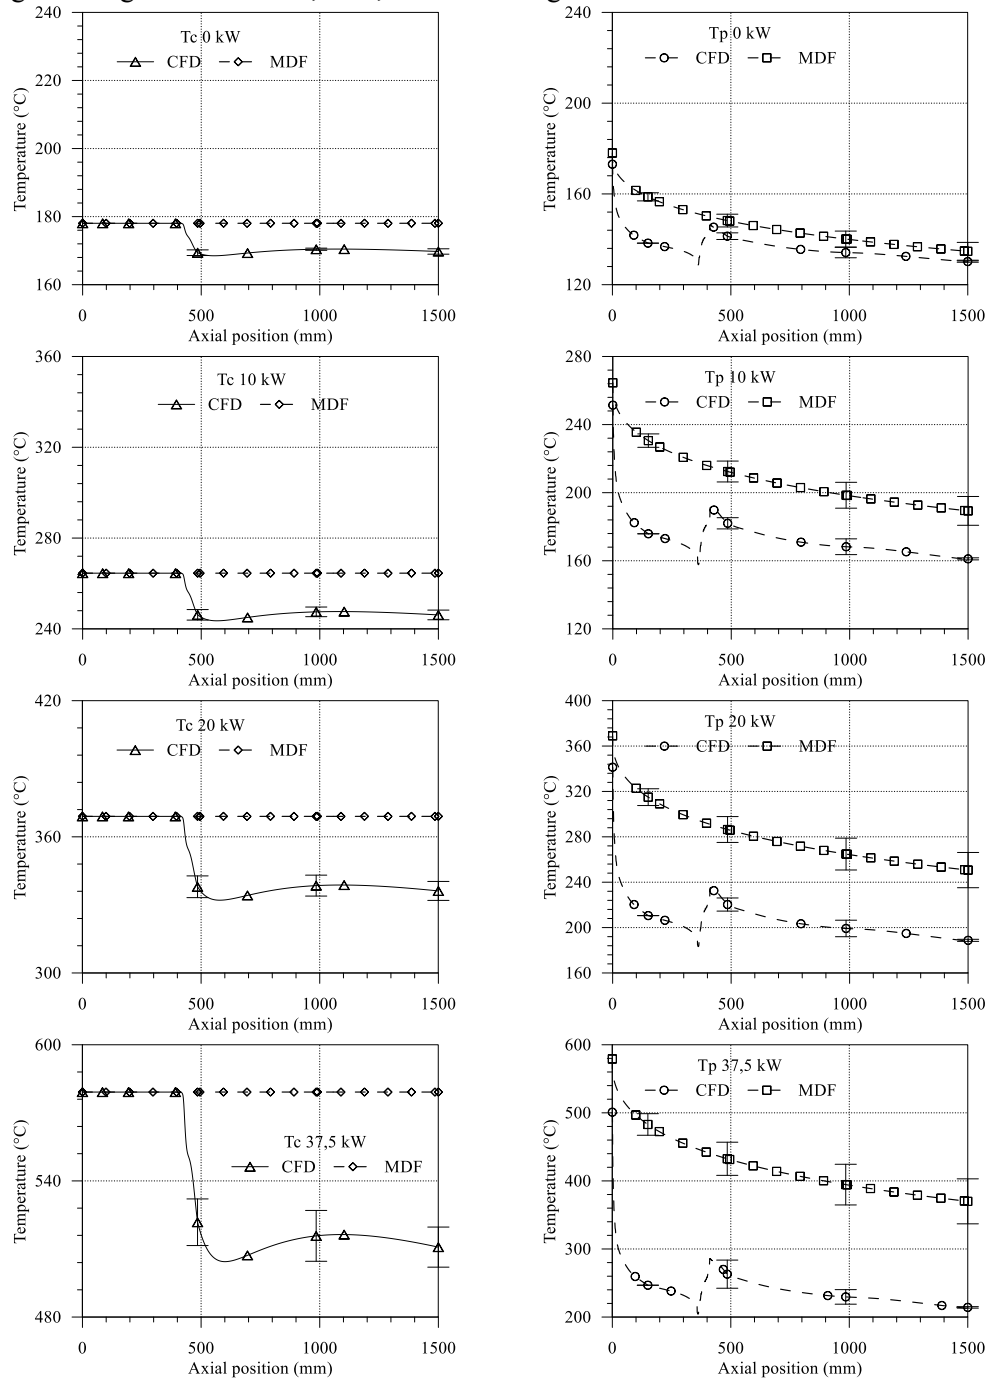 Tc 0 kW
CFD MDF
Temperature (°C)
240
220
200
180
160
0 500 1000 1500
Axial position (mm)
Tp 0 kW
CFD MDF
Temperature (°C)
240
200
160
120
0 500 1000 1500
Axial position (mm)
Tc 10 kW
CFD MDF
Temperature (°C)
360
320
280
240
0 500 1000 1500
Axial position (mm)
Tp 10 kW
CFD MDF
Temperature (°C)
280
240
200
160
120
0 500 1000 1500
Axial position (mm)
Tc 20 kW
CFD MDF
Temperature (°C)
420
360
300
0 500 1000 1500
Axial position (mm)
Tp 20 kW
CFD MDF
Temperature (°C)
400
360
320
280
240
200
160
0 500 1000 1500
Axial position (mm)
Tc 37,5 kW
CFD MDF
Temperature (°C)
600
540
480
0 500 1000 1500
Axial position (mm)
Tp 37,5 kW
CFD MDF
Temperature (°C)
600
500
400
300
200
0 500 1000 1500
Axial position (mm)